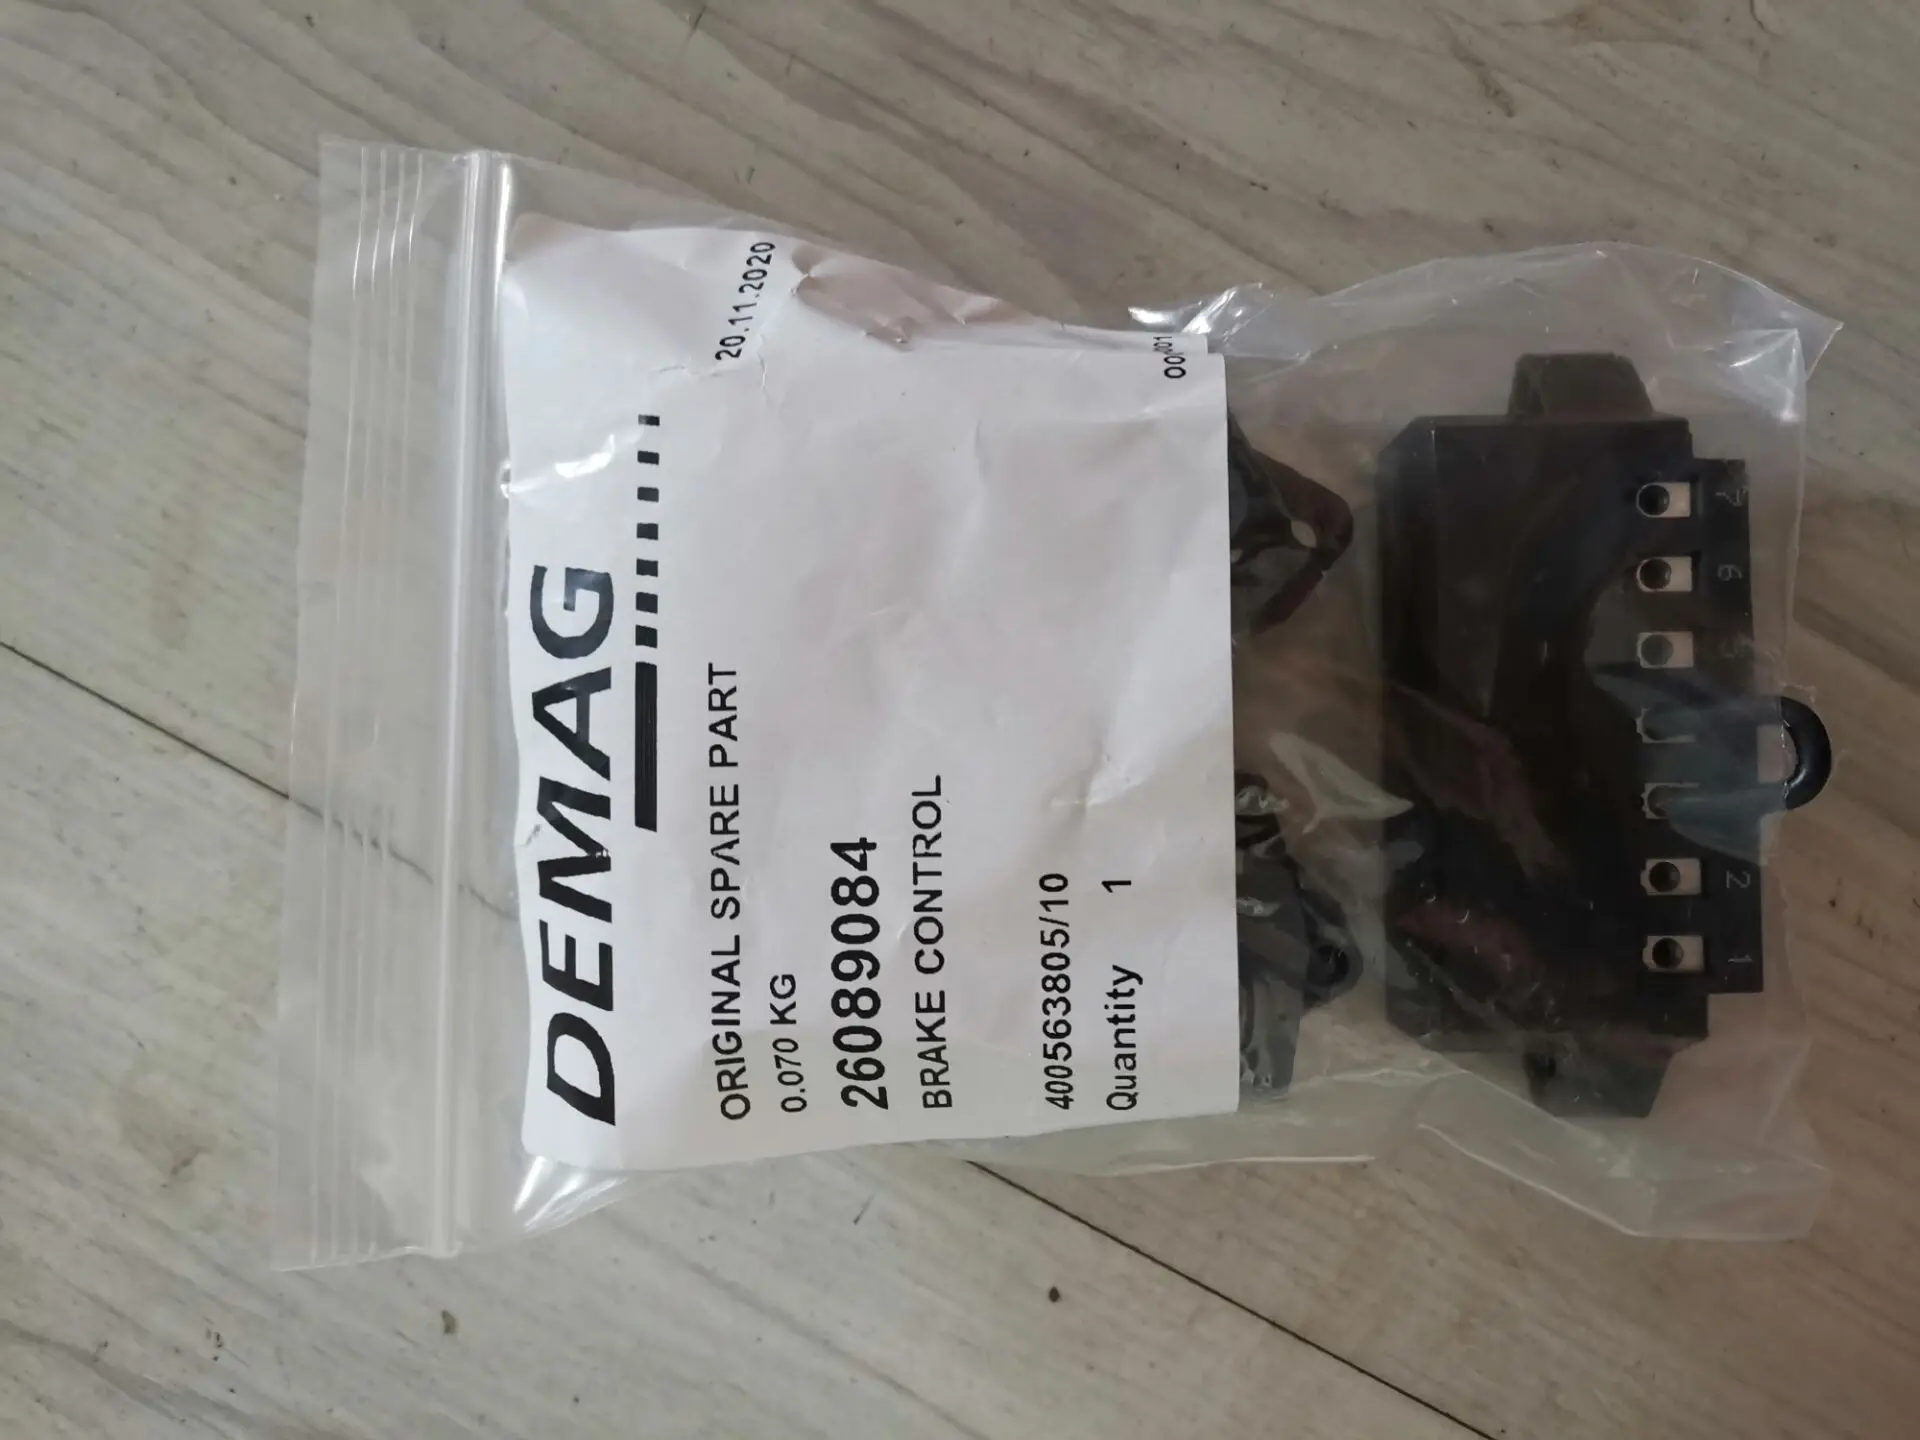 DEMAG
20.11.2020
ORIGINAL SPARE PART
0.070 KG
26089084
BRAKE CONTROL
400563805/10
Quantity 1
1 2 5 6 7